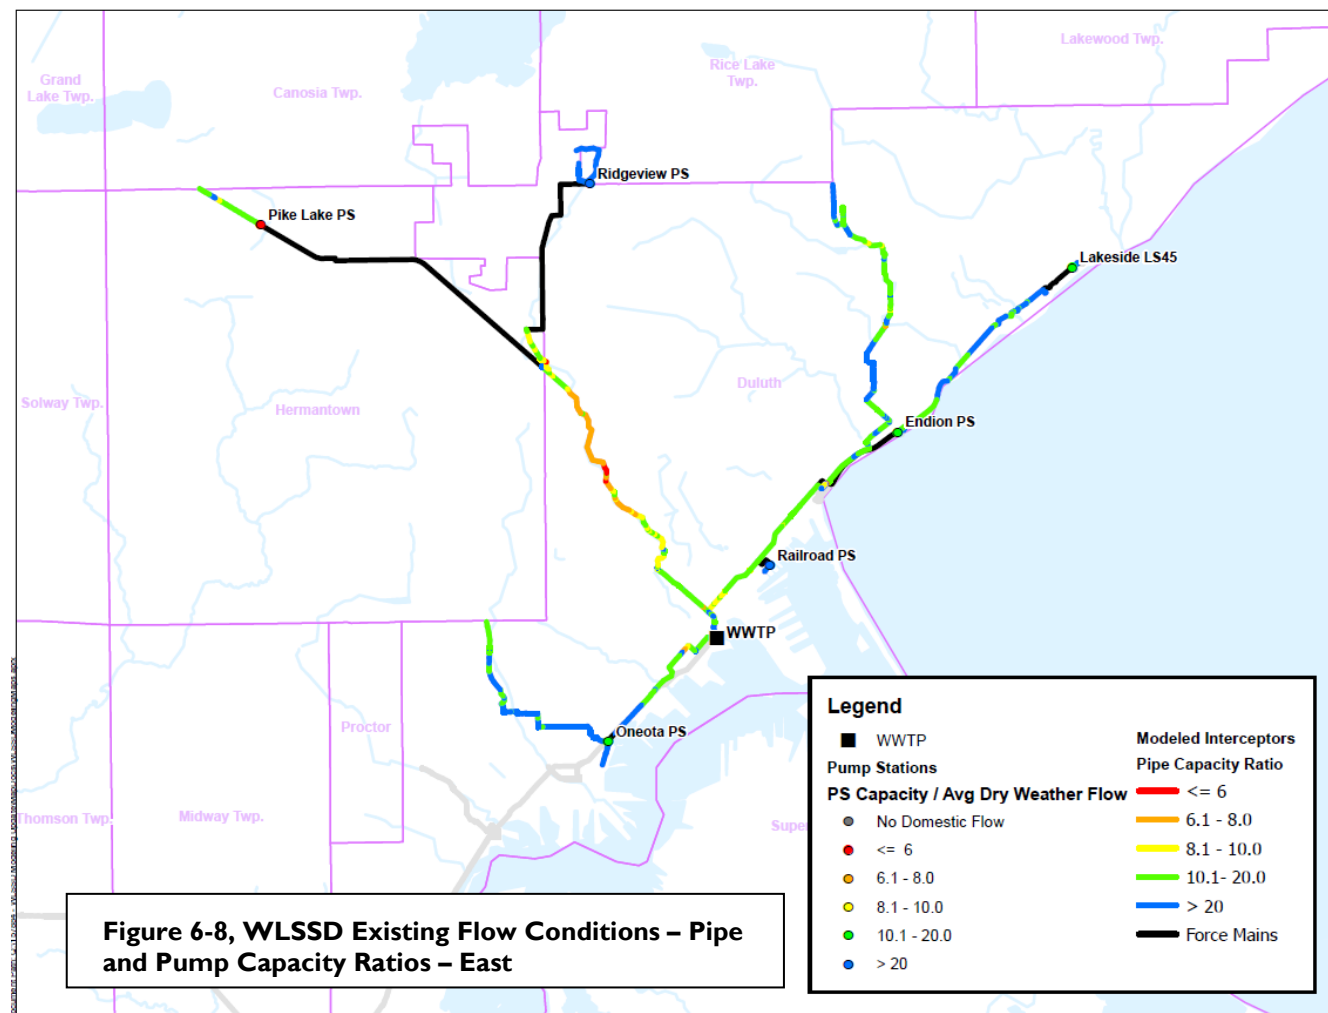 Lakewood Twp.
Grand
Lake Twp.
Canosia Twp.
Rice Lake
Twp.
Ridgeview PS
Pike Lake PS
Lakeside LS45
Duluth
Solway Twp.
Hermantown
Endion PS
Railroad PS
WWTP
Proctor
Oneota PS
Thomson Twp.
Midway Twp.
Super
Legend
WWTP
Pump Stations
PS Capacity / Avg Dry Weather Flow
No Domestic Flow
<= 6
6.1 - 8.0
8.1 - 10.0
10.1 - 20.0
> 20
Modeled Interceptors
Pipe Capacity Ratio
<= 6
6.1 - 8.0
8.1 - 10.0
10.1- 20.0
> 20
Force Mains
Figure 6-8, WLSSD Existing Flow Conditions – Pipe
and Pump Capacity Ratios – East